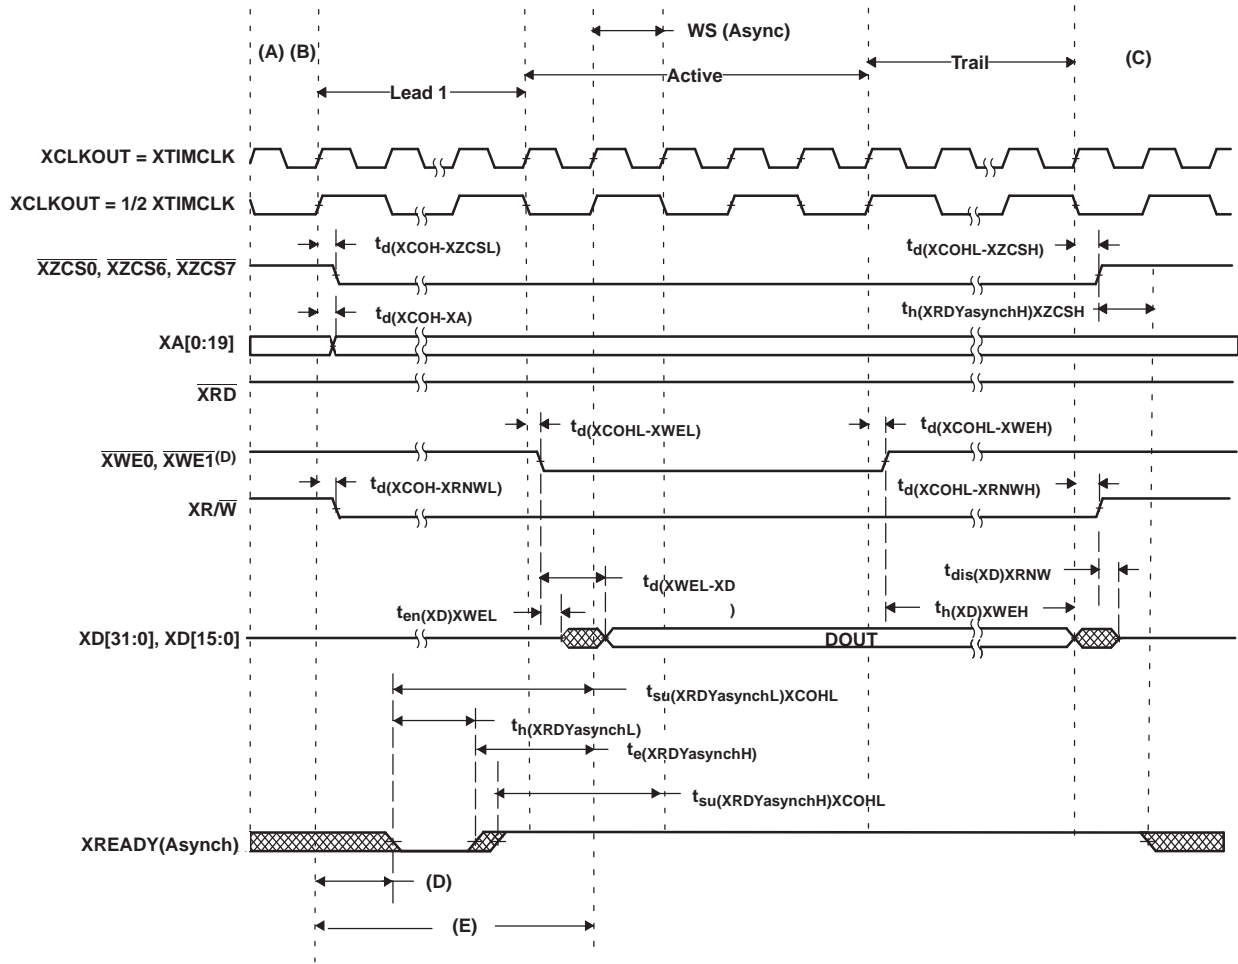 WS (Async)
(A) (B)
Trail
(C)
Active
Lead 1
XCLKOUT = XTIMCLK
XCLKOUT = 1/2 XTIMCLK
td(XCOH-XZCSL)
td(XCOHL-XZCSH)
XZCS0, XZCS6, XZCS7
td(XCOH-XA)
th(XRDYasynchH)XZCSH
XA[0:19]
XRD
td(XCOHL-XWEL)
td(XCOHL-XWEH)
XWE0, XWE1(D)
td(XCOH-XRNWL)
td(XCOHL-XRNWH)
XR/W
tdis(XD)XRNW
td(XWEL-XD
)
ten(XD)XWEL
th(XD)XWEH
XD[31:0], XD[15:0]
DOUT
tsu(XRDYasynchL)XCOHL
th(XRDYasynchL)
te(XRDYasynchH)
tsu(XRDYasynchH)XCOHL
XREADY(Asynch)
(D)
(E)